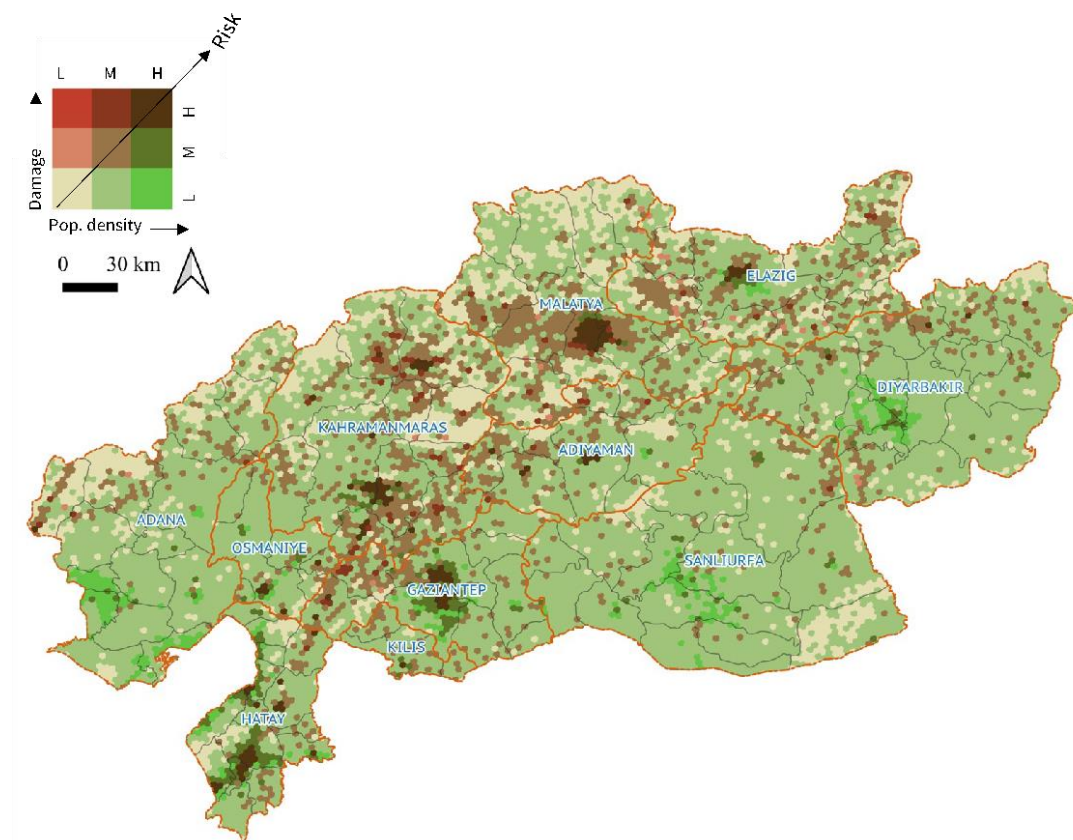 Risk
L M H
H
M
L
Damage
Pop. density
0 30 km
ELAZIG
MALATYA
DIYARBAKIR
KAHRAMANMARAS
ADIYAMAN
ADANA
OSMANIYE
SANLIURFA
GAZIANTEP
KILIS
HATAY